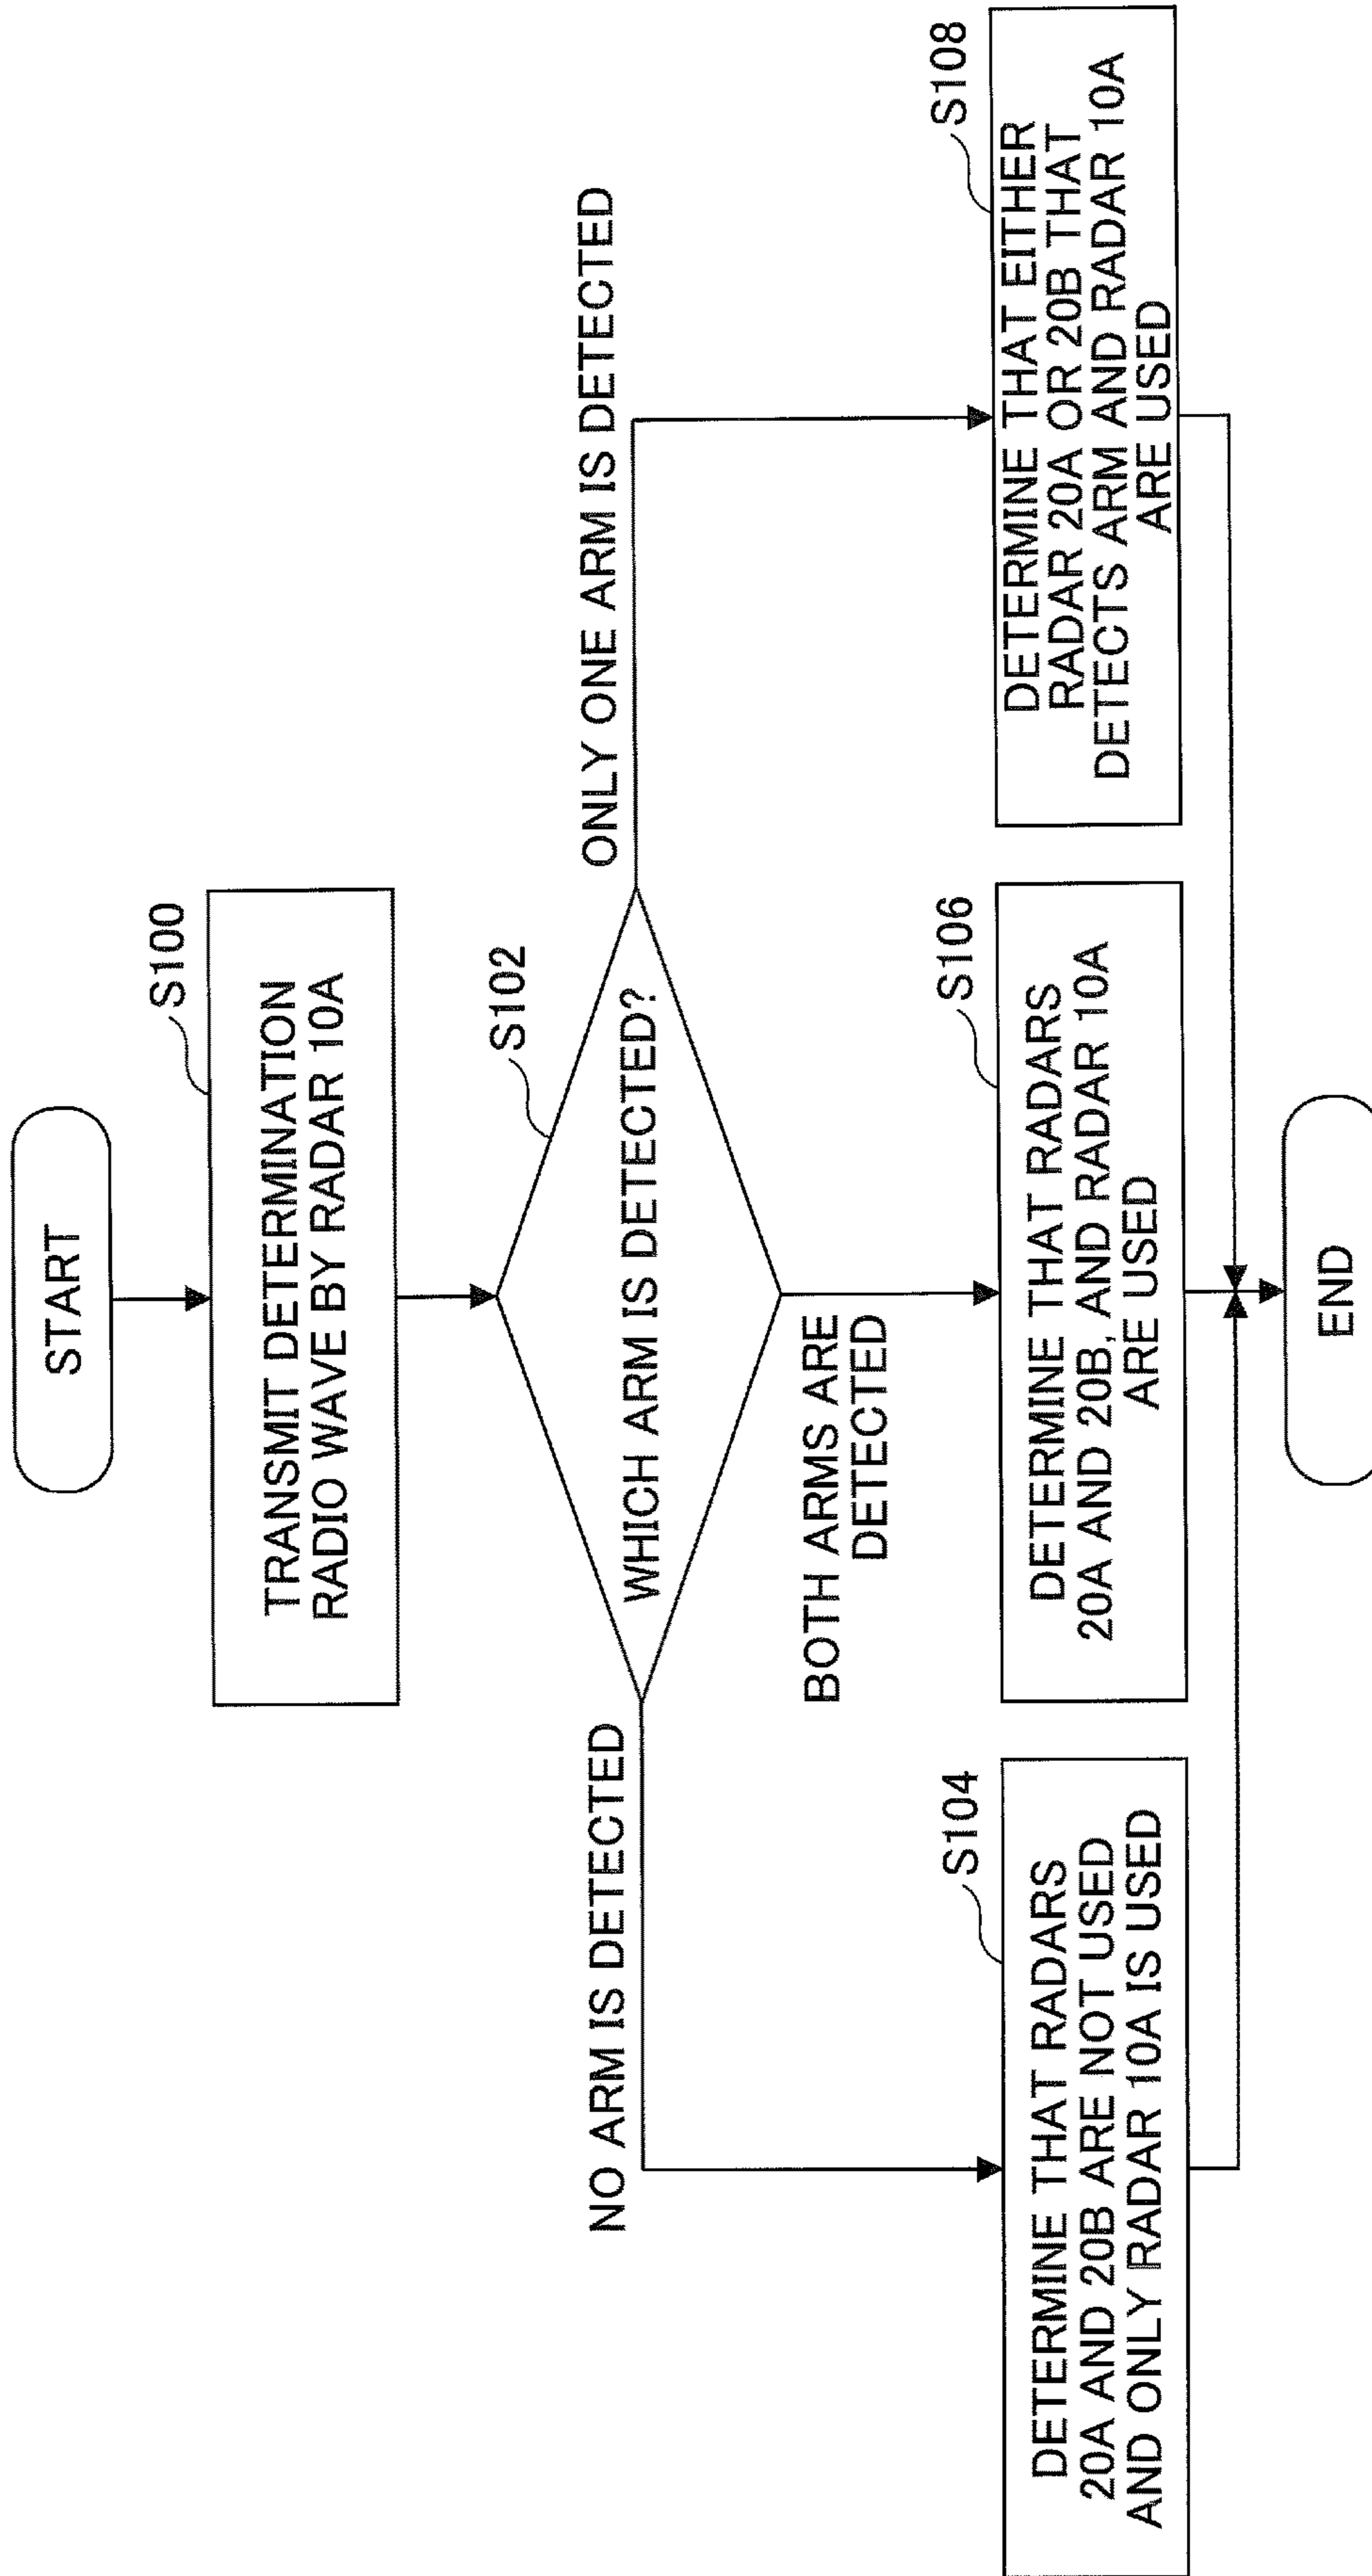 START
S100
TRANSMIT DETERMINATION
RADIO WAVE BY RADAR 10A
S102
WHICH ARM IS DETECTED?
NO ARM IS DETECTED
ONLY ONE ARM IS DETECTED
BOTH ARMS ARE
DETECTED
S104
DETERMINE THAT RADARS
20A AND 20B ARE NOT USED
AND ONLY RADAR 10A IS USED
S106
DETERMINE THAT RADARS
20A AND 20B, AND RADAR 10A
ARE USED
S108
DETERMINE THAT EITHER
RADAR 20A OR 20B THAT
DETECTS ARM AND RADAR 10A
ARE USED
END